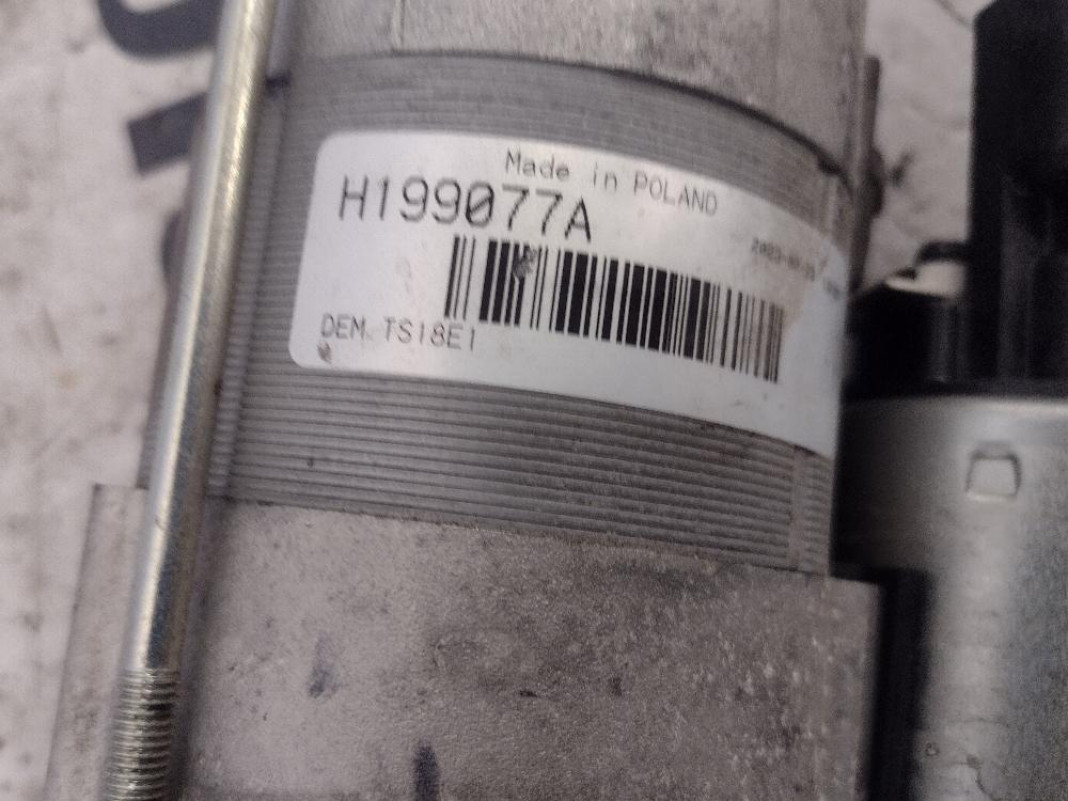 Made in POLAND
H199077A
DEM. TS18E1